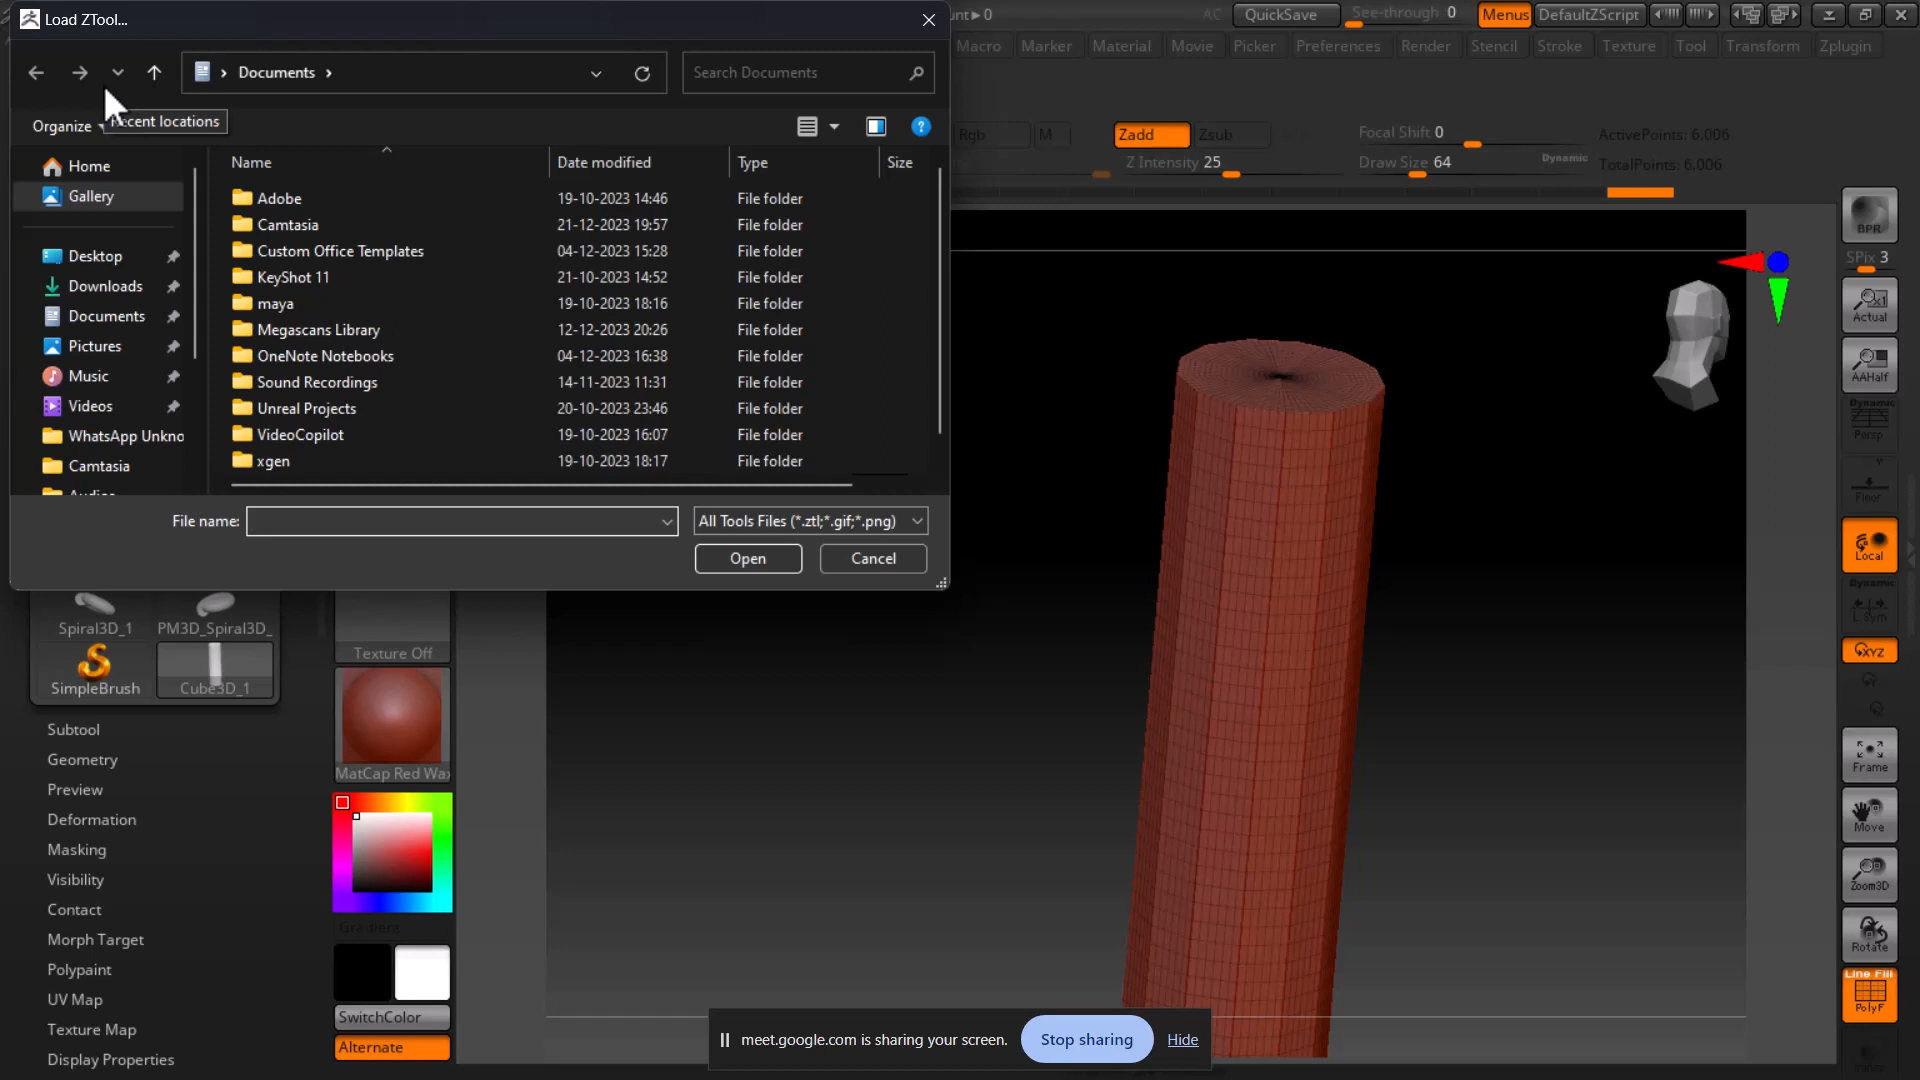 Load ZTool...
unt▸0
AC
QuickSave
See-through 0
Menus
DefaultZScript
Macro Marker Material Movie Picker Preferences Render Stencil Stroke Texture Tool Transform Zplugin
Documents
Search Documents
Organize
Recent locations
Rgb
M
Zadd
Zsub
Z Intensity 25
Focal Shift 0
Draw Size 64
Dynamic
ActivePoints: 6,006
TotalPoints: 6,006
Home
Gallery
Desktop
Downloads
Documents
Pictures
Music
Videos
WhatsApp Unkno
Camtasia
Name Date modified Type Size
Adobe 19-10-2023 14:46 File folder
Camtasia 21-12-2023 19:57 File folder
Custom Office Templates 04-12-2023 15:28 File folder
KeyShot 11 21-10-2023 14:52 File folder
maya 19-10-2023 18:16 File folder
Megascans Library 12-12-2023 20:26 File folder
OneNote Notebooks 04-12-2023 16:38 File folder
Sound Recordings 14-11-2023 11:31 File folder
Unreal Projects 20-10-2023 23:46 File folder
VideoCopilot 19-10-2023 16:07 File folder
xgen 19-10-2023 18:17 File folder
File name:
All Tools Files (*.ztl;*.gif;*.png)
Open
Cancel
Spiral3D_1
PM3D_Spiral3D_
SimpleBrush
Cube3D_1
Subtool
Geometry
Preview
Deformation
Masking
Visibility
Contact
Morph Target
Polypaint
UV Map
Texture Map
Display Properties
Texture Off
MatCap Red Wax
Gradient
SwitchColor
Alternate
BPR
SPix 3
Actual
AAHalf
Dynamic
Persp
Floor
Local
Dynamic
L.Sym
XYZ
Frame
Move
Zoom3D
Rotate
Line Fill
PolyF
meet.google.com is sharing your screen.
Stop sharing
Hide